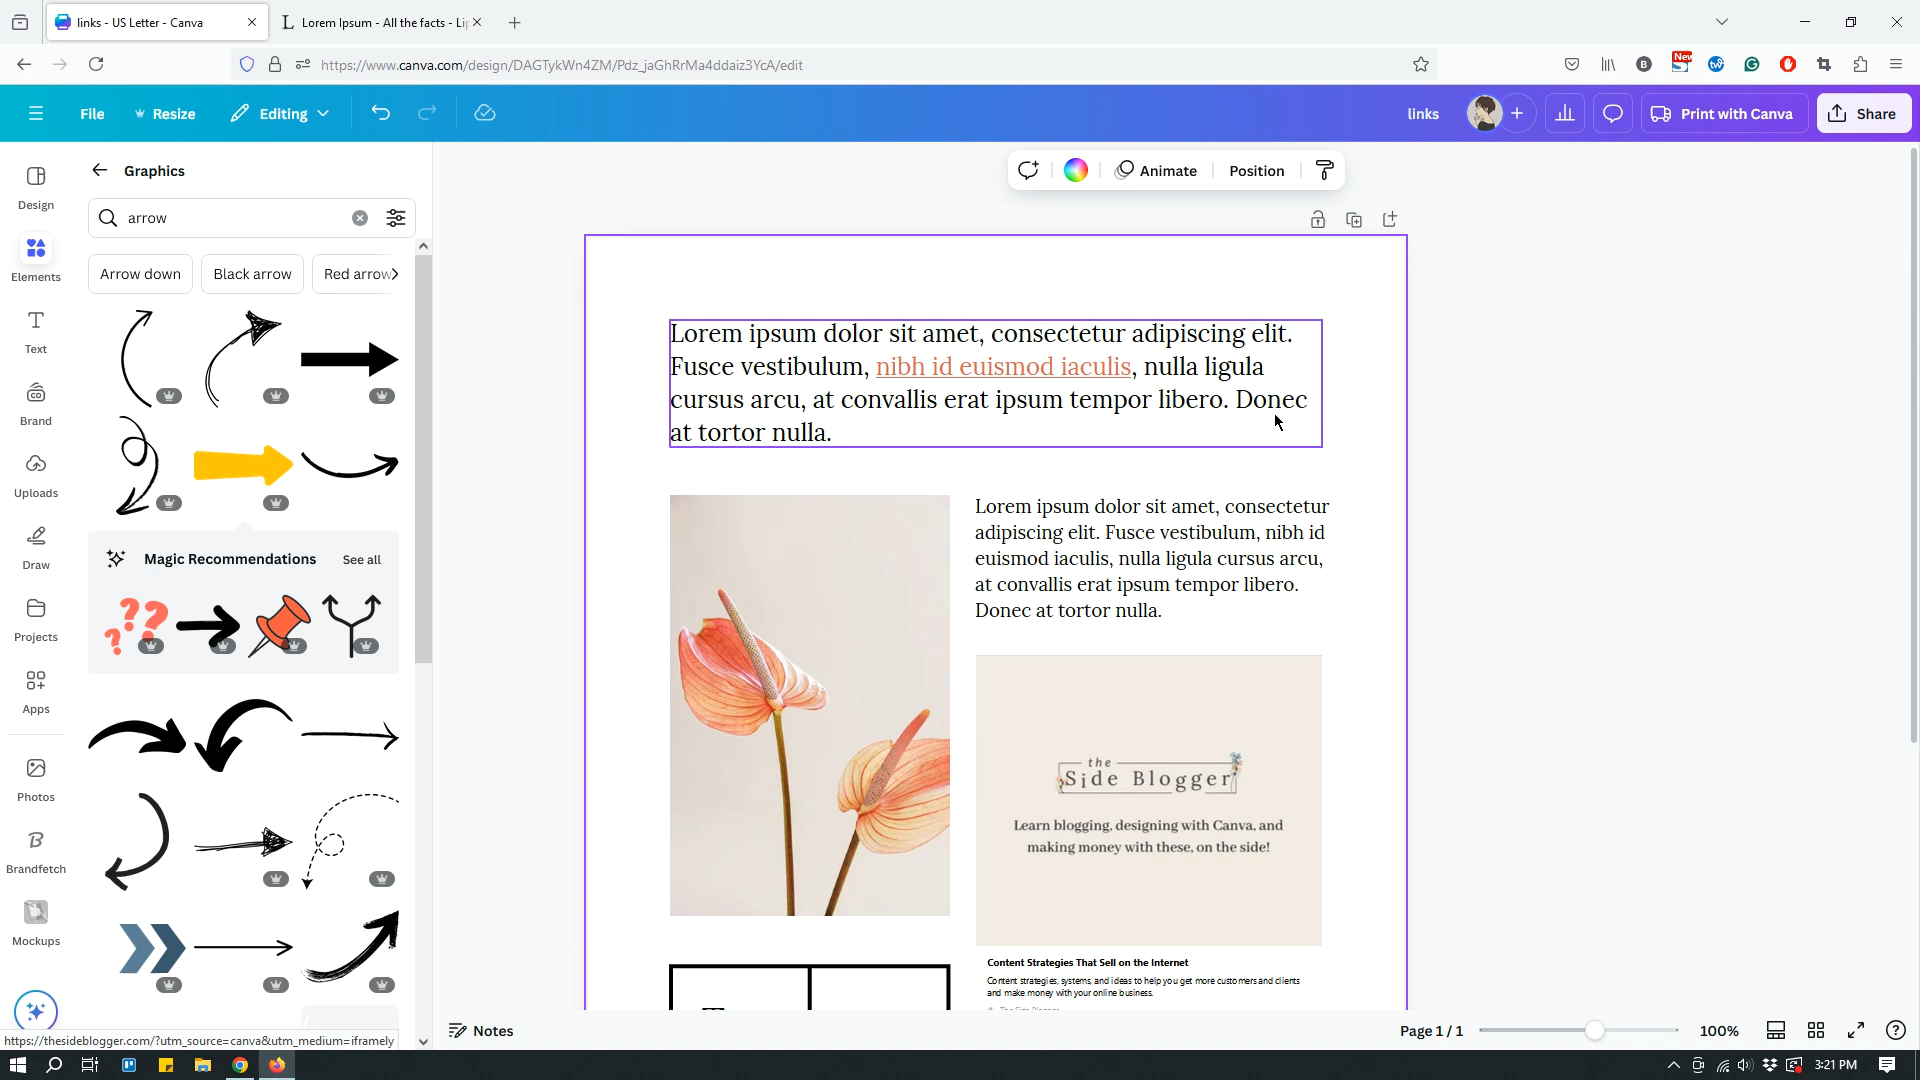 links - US Letter - Canva
Lorem Ipsum - All the facts - Lip
https://www.canva.com/design/DAGTykWn4ZM/Pdz_jaGhRrMa4ddaiz3YcA/edit
B
New
File
Resize
Editing
links
Print with Canva
Share
Design
Elements
Text
Brand
Uploads
Draw
Projects
Apps
Photos
Brandfetch
Mockups
Graphics
arrow
Arrow down
Black arrow
Red arrow
Magic Recommendations
See all
Animate
Position
Lorem ipsum dolor sit amet, consectetur adipiscing elit.
Fusce vestibulum, nibh id euismod iaculis, nulla ligula
cursus arcu, at convallis erat ipsum tempor libero. Donec
at tortor nulla.
Lorem ipsum dolor sit amet, consectetur
adipiscing elit. Fusce vestibulum, nibh id
euismod iaculis, nulla ligula cursus arcu,
at convallis erat ipsum tempor libero.
Donec at tortor nulla.
the
Side Blogger
Learn blogging, designing with Canva, and
making money with these, on the side!
Content Strategies That Sell on the Internet
Content strategies, systems, and ideas to help you get more customers and clients
and make money with your online business.
Notes
Page 1 / 1
100%
https://thesideblogger.com/?utm_source=canva&utm_medium=iframely
3:21 PM